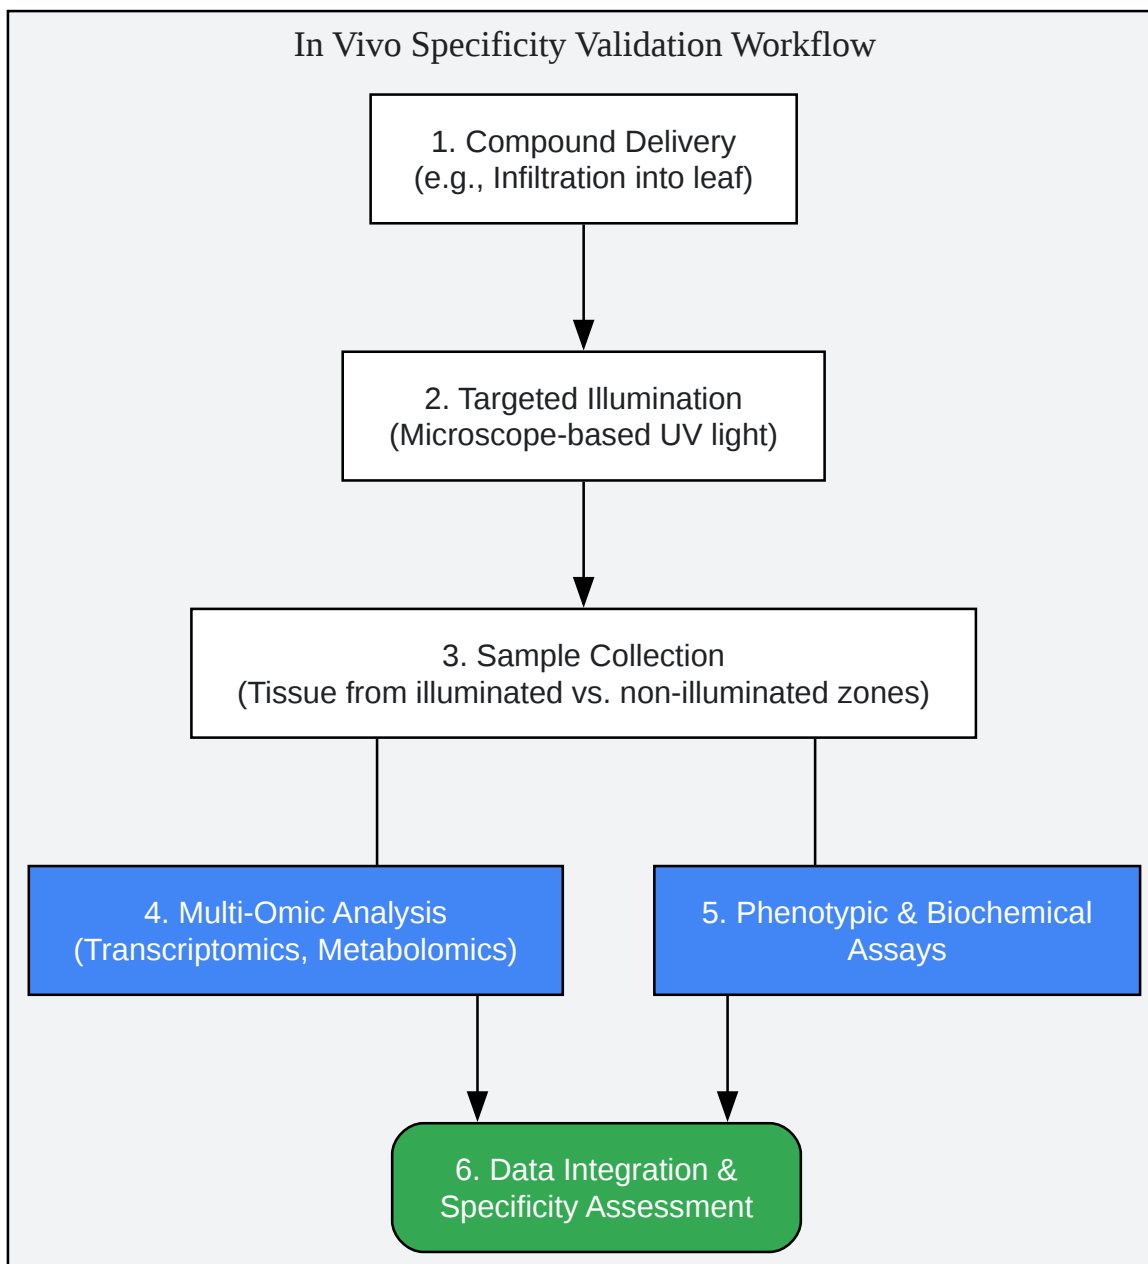 In Vivo Specificity Validation Workflow
1. Compound Delivery
(e.g., Infiltration into leaf)
2. Targeted Illumination
(Microscope-based UV light)
3. Sample Collection
(Tissue from illuminated vs. non-illuminated zones)
4. Multi-Omic Analysis
(Transcriptomics, Metabolomics)
5. Phenotypic & Biochemical
Assays
6. Data Integration &
Specificity Assessment